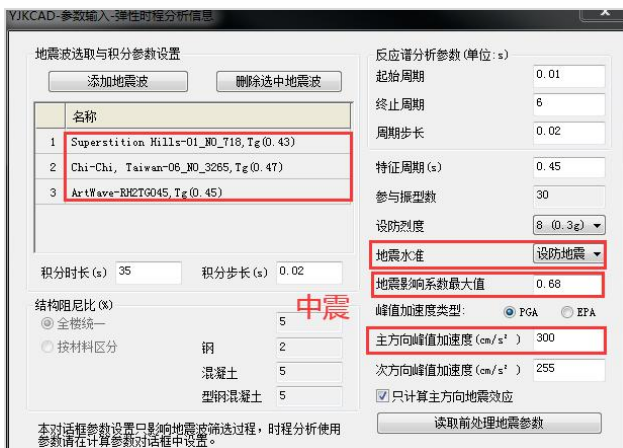 YJKCAD-参数输入-弹性时程分析信息
地震波选取与积分参数设置
添加地震波
删除选中地震波
名称
1 Superstition Hills-01_NO_718,Tg(0.43)
2 Chi-Chi, Taiwan-06_NO_3265,Tg(0.47)
3 ArtWave-RH2TG045,Tg(0.45)
积分时长(s) 35 积分步长(s) 0.02
结构阻尼比(%)
中震
全楼统一 5
按材料区分 钢 2
混凝土 5
型钢混凝土 5
本对话框参数设置只影响地震波筛选过程,时程分析使用
参数请在计算参数对话框中设置。
反应谱分析参数(单位:s)
起始周期 0.01
终止周期 6
周期步长 0.02
特征周期(s) 0.45
参与振型数 30
设防烈度 8 (0.3g)
地震水准 设防地震
地震影响系数最大值 0.68
峰值加速度类型: PGA EPA
主方向峰值加速度(cm/s²) 300
次方向峰值加速度(cm/s²) 255
只计算主方向地震效应
读取前处理地震参数